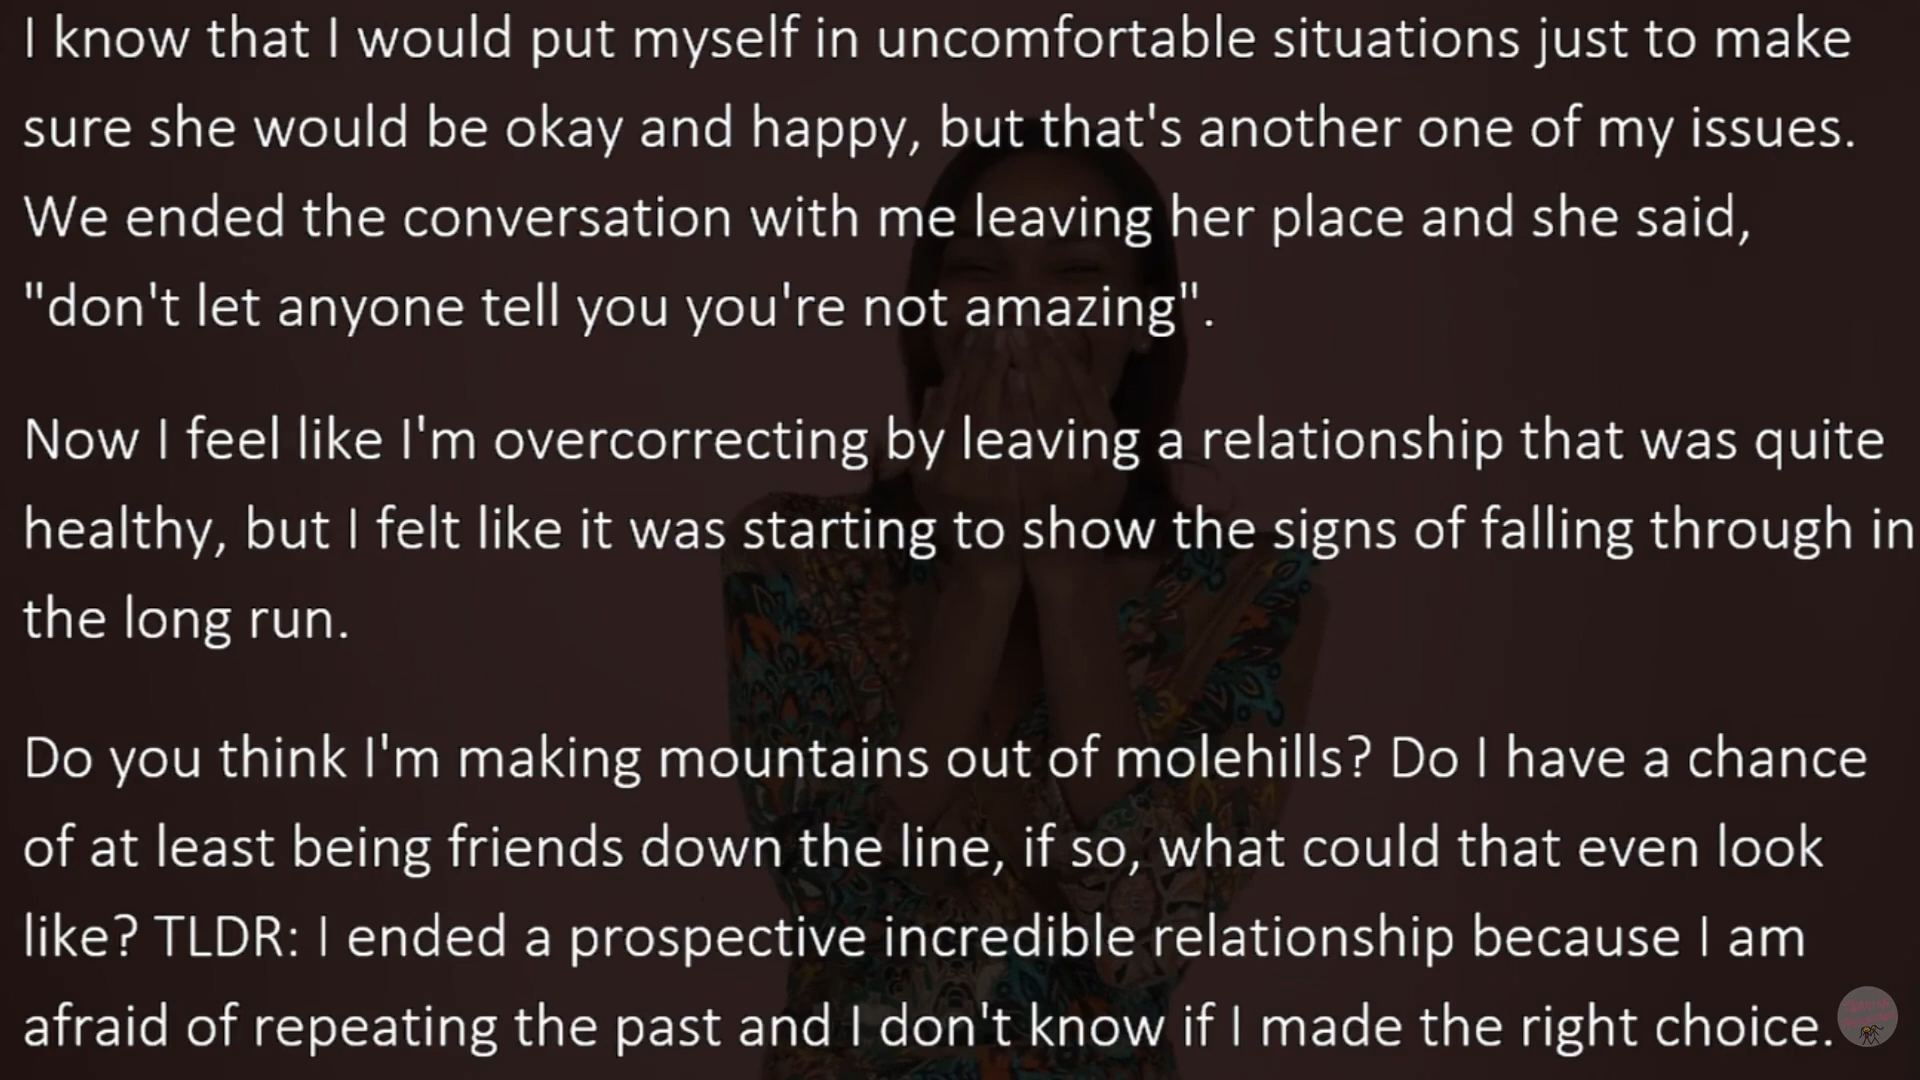 I know that I would put myself in uncomfortable situations just to make
sure she would be okay and happy, but that's another one of my issues.
We ended the conversation with me leaving her place and she said,
"don't let anyone tell you you're not amazing".
Now I feel like I'm overcorrecting by leaving a relationship that was quite
healthy, but I felt like it was starting to show the signs of falling through in
the long run.
Do you think I'm making mountains out of molehills? Do I have a chance
of at least being friends down the line, if so, what could that even look
like? TLDR: I ended a prospective incredible relationship because I am
afraid of repeating the past and I don't know if I made the right choice.